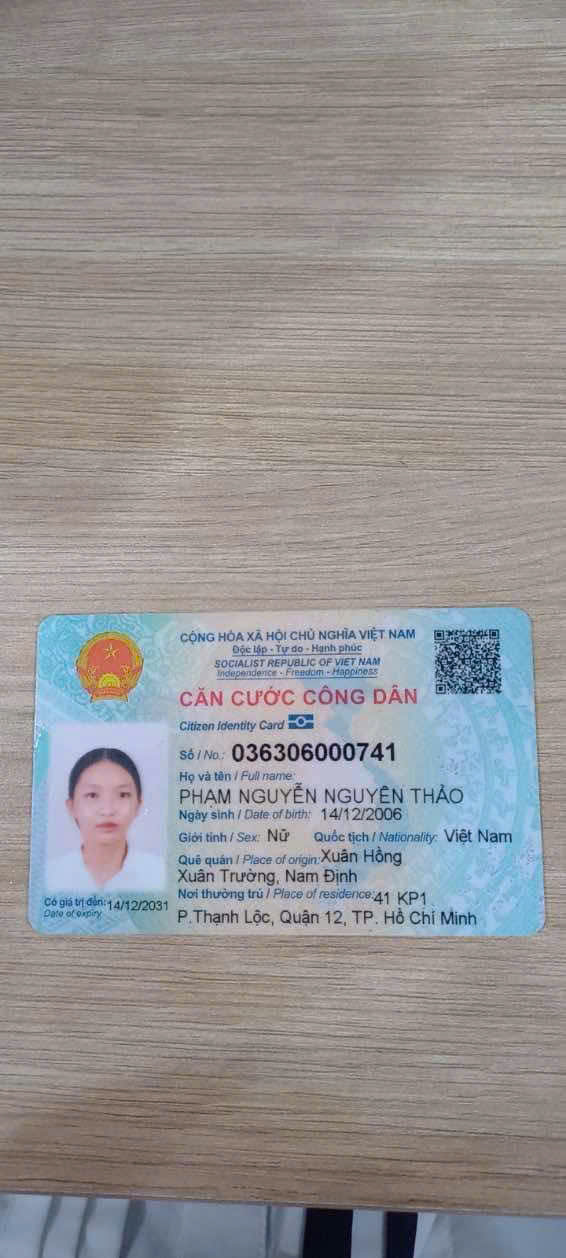 CỘNG HÒA XÃ HỘI CHỦ NGHĨA VIỆT NAM
Độc lập - Tự do - Hạnh phúc
SOCIALIST REPUBLIC OF VIET NAM
Independence - Freedom - Happiness
CĂN CƯỚC CÔNG DÂN
Citizen Identity Card
Số / No.: 036306000741
Họ và tên / Full name:
PHẠM NGUYỄN NGUYÊN THẢO
Ngày sinh / Date of birth: 14/12/2006
Giới tính / Sex: Nữ Quốc tịch / Nationality: Việt Nam
Quê quán / Place of origin: Xuân Hồng
Xuân Trường, Nam Định
Nơi thường trú / Place of residence: 41 KP1
P.Thạnh Lộc, Quận 12, TP. Hồ Chí Minh
Có giá trị đến: 14/12/2031
Date of expiry